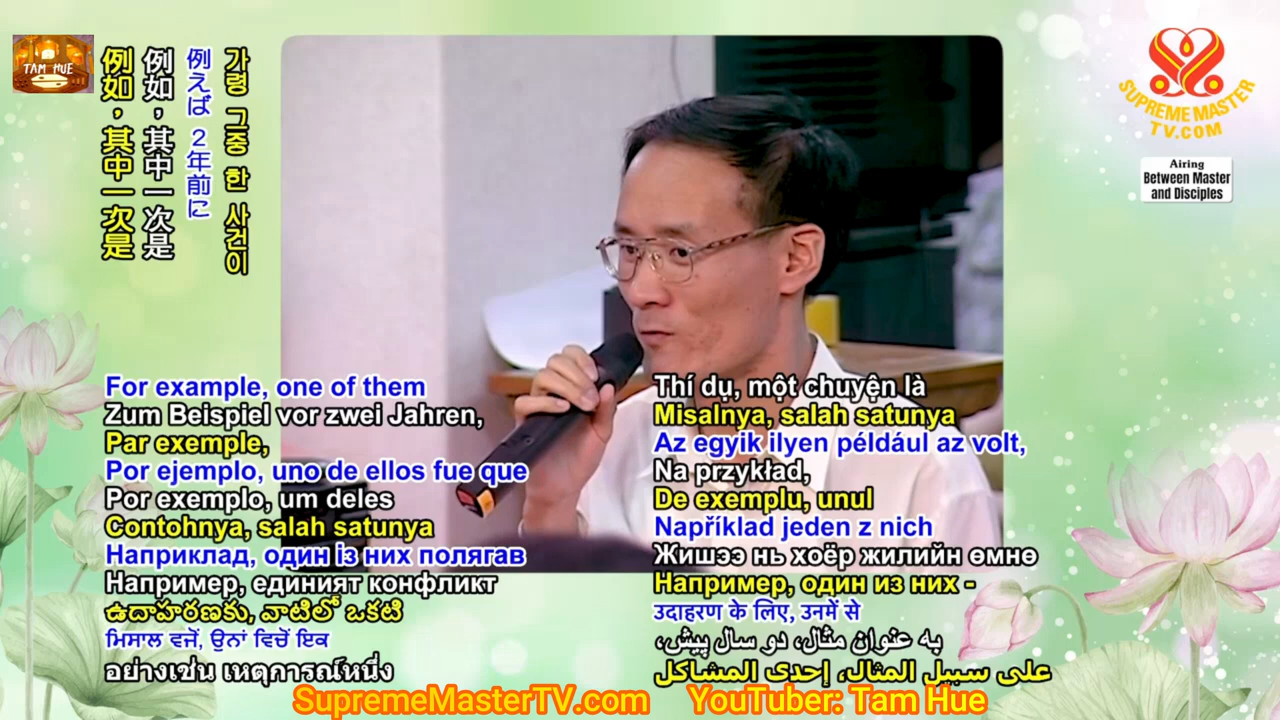 TAM HUE
例如，其中一次是
例如，其中一次是
例えば 2年前に
가령 그중 한 사건이
SUPREME MASTER
TV.COM
Airing
Between Master
and Disciples
For example, one of them
Zum Beispiel vor zwei Jahren,
Par exemple,
Por ejemplo, uno de ellos fue que
Por exemplo, um deles
Contohnya, salah satunya
Наприклад, один із них полягав
Например, единият конфликт
ఉదాహరణకు, వాటిలో ఒకటి
ਮਿਸਾਲ ਵਜੋਂ, ਉਨਾਂ ਵਿਚੋਂ ਇਕ
อย่างเช่น เหตุการณ์หนึ่ง
Thí dụ, một chuyện là
Misalnya, salah satunya
Az egyik ilyen például az volt,
Na przykład,
De exemplu, unul
Například jeden z nich
Жишээ нь хоёр жилийн өмнө
Например, один из них -
उदाहरण के लिए, उनमें से
به عنوان مثال، دو سال پیش،
على سبيل المثال، إحدى المشاكل
SupremeMasterTV.com
YouTuber: Tam Hue